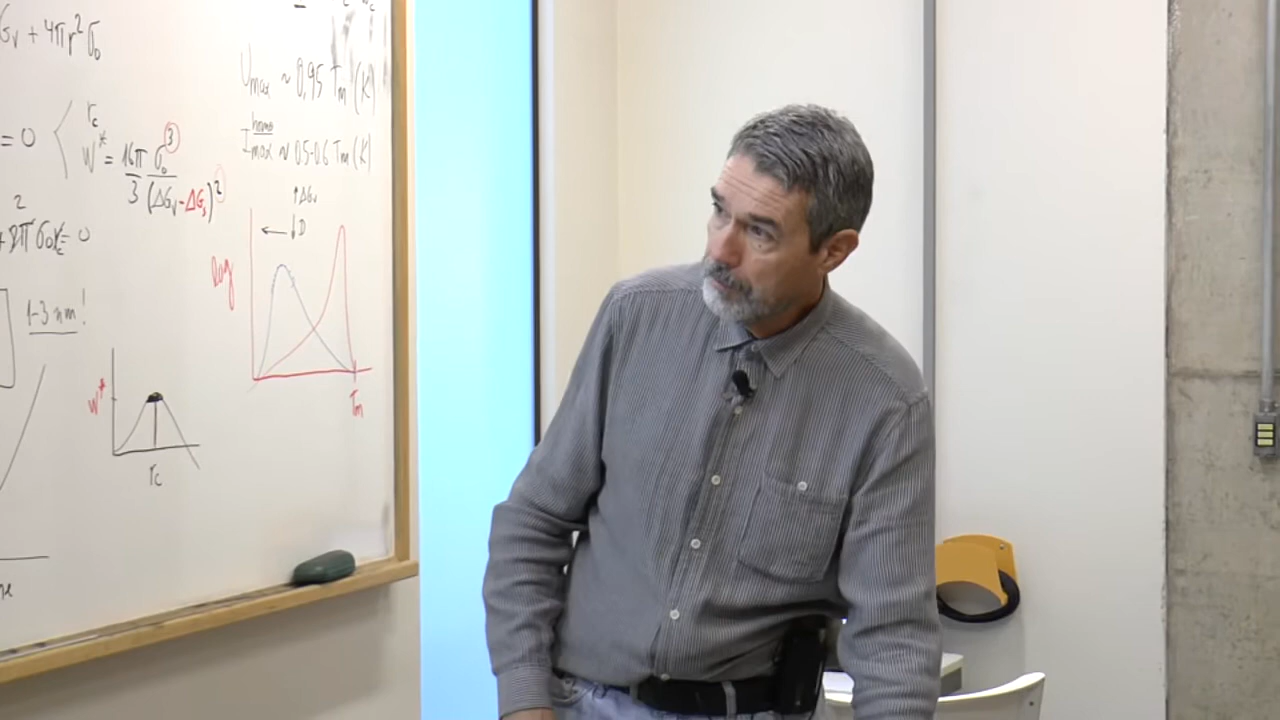 Gv + 4πr² σ₀
= 0
rc
W* = 16π/3 σ₀³/(ΔGv - ΔGs)²
2
+ 8π σ₀ rc = 0
1-3 nm!
W*
rc
Umax ~ 0,95 Tm (K)
homo
Imax ~ 0.5-0.6 Tm (K)
↑ΔGv
← ↓D
log
Tm